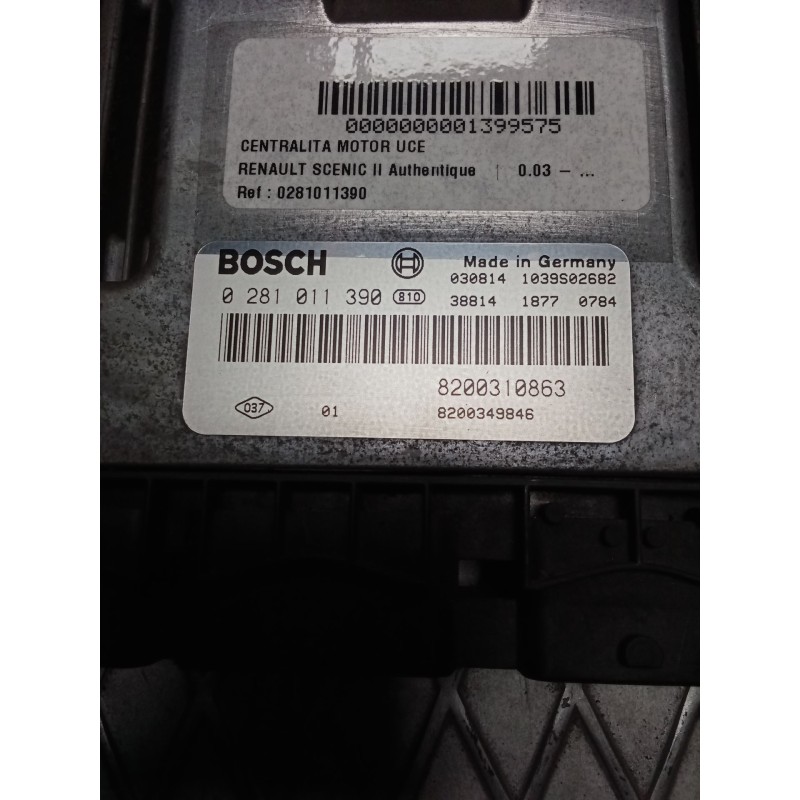 0000000001399575
CENTRALITA MOTOR UCE
RENAULT SCENIC II Authentique | 0.03 - ...
Ref : 0281011390
BOSCH Made in Germany
030814 1039S02682
0 281 011 390 810 38814 1877 0784
8200310863
037 01 8200349846